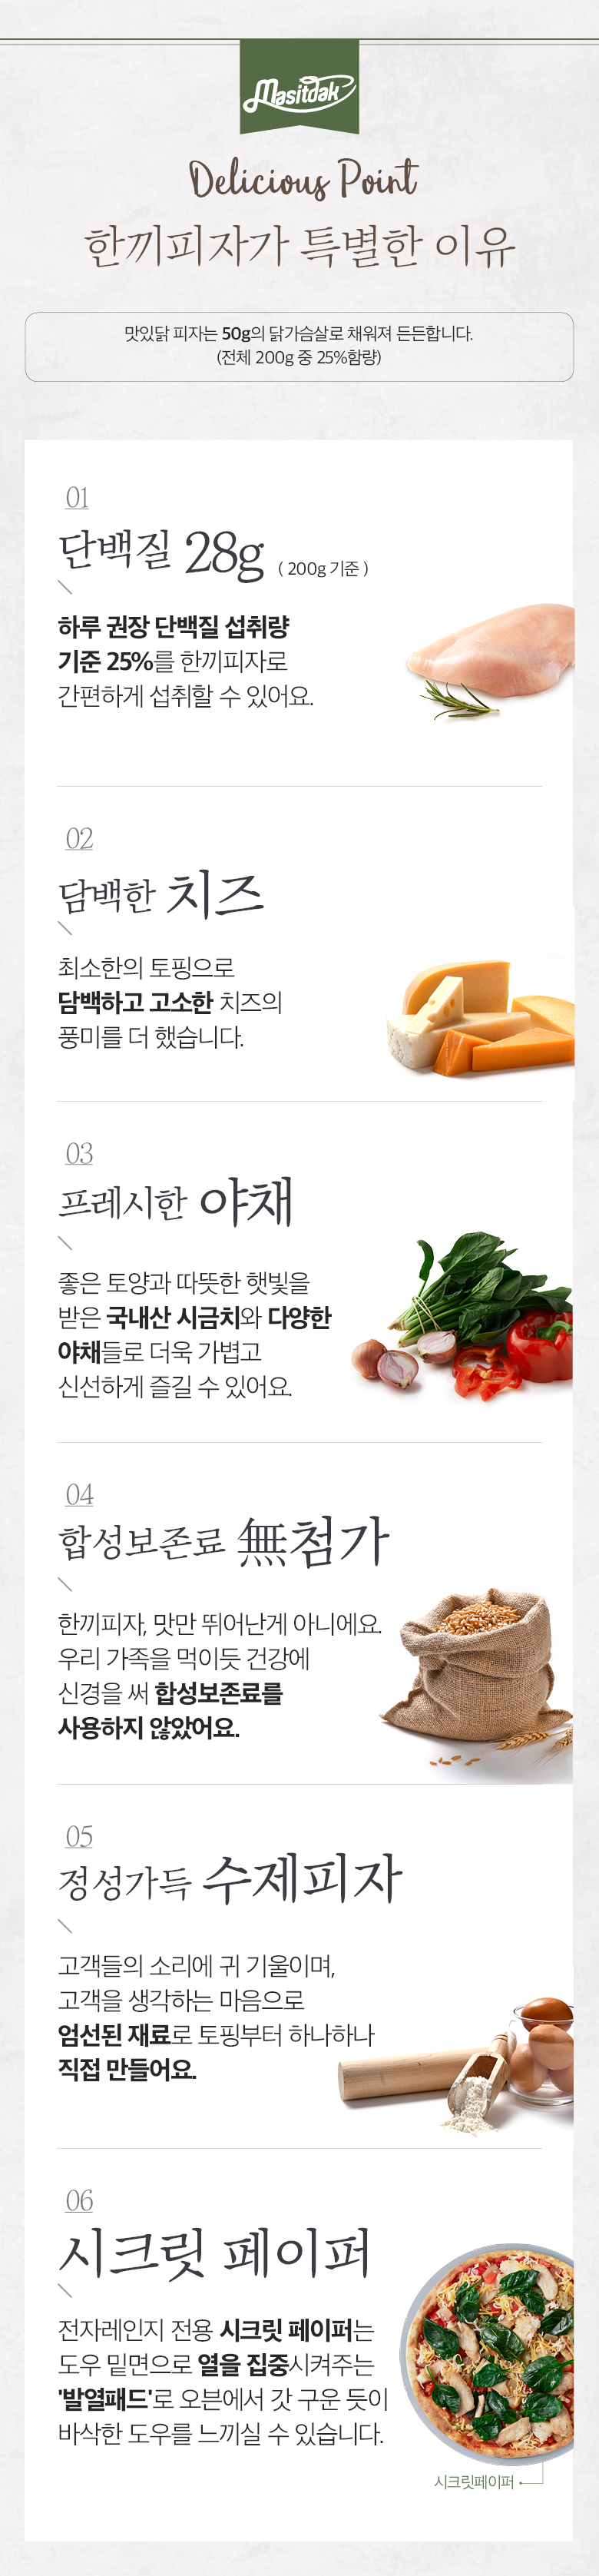 Masitdak
Delicious Point
한끼피자가 특별한 이유
맛있닭 피자는 50g의 닭가슴살로 채워져 든든합니다.
(전체 200g 중 25%함량)
01
단백질 28g ( 200g 기준 )
하루 권장 단백질 섭취량
기준 25%를 한끼피자로
간편하게 섭취할 수 있어요.
02
담백한 치즈
최소한의 토핑으로
담백하고 고소한 치즈의
풍미를 더 했습니다.
03
프레시한 야채
좋은 토양과 따뜻한 햇빛을
받은 국내산 시금치와 다양한
야채들로 더욱 가볍고
신선하게 즐길 수 있어요.
04
합성보존료 無첨가
한끼피자, 맛만 뛰어난게 아니에요.
우리 가족을 먹이듯 건강에
신경을 써 합성보존료를
사용하지 않았어요.
05
정성가득 수제피자
고객들의 소리에 귀 기울이며,
고객을 생각하는 마음으로
엄선된 재료로 토핑부터 하나하나
직접 만들어요.
06
시크릿 페이퍼
전자레인지 전용 시크릿 페이퍼는
도우 밑면으로 열을 집중시켜주는
'발열패드'로 오븐에서 갓 구운 듯이
바삭한 도우를 느끼실 수 있습니다.
시크릿페이퍼